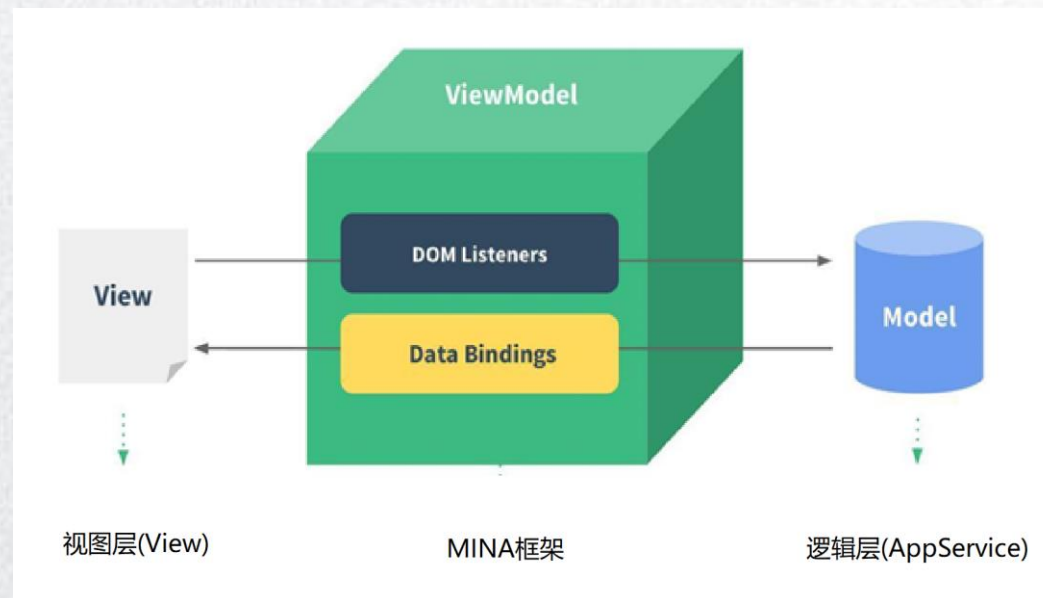 ViewModel
DOM Listeners
View
Model
Data Bindings
视图层(View)
MINA框架
逻辑层(AppService)